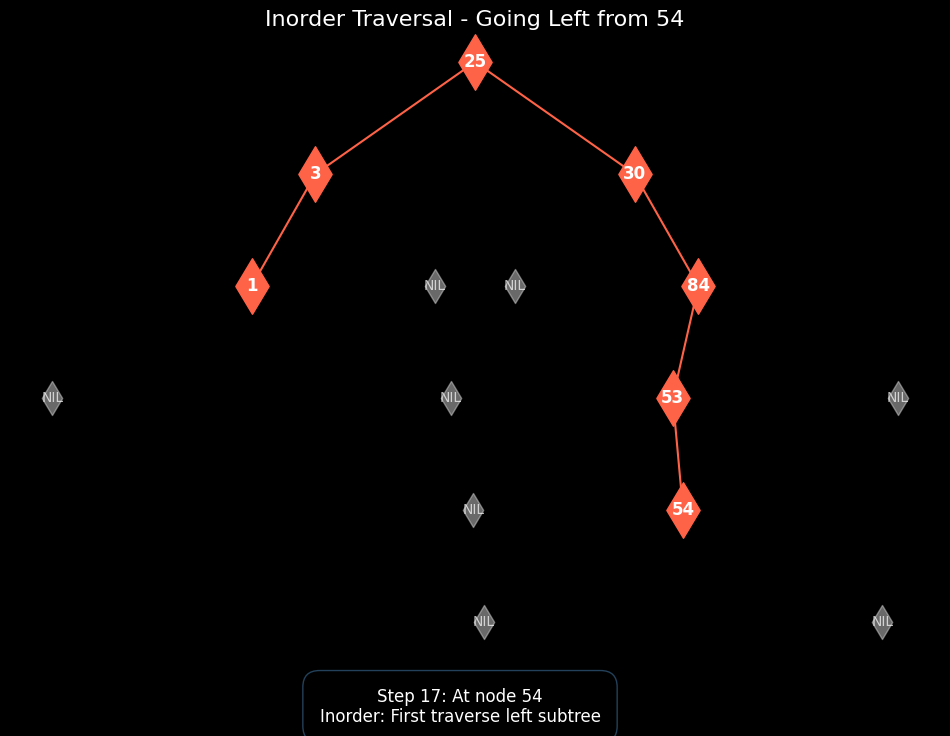 Inorder Traversal - Going Left from 54
25
3
30
1
NIL
NIL
84
NIL
NIL
53
NIL
NIL
54
NIL
NIL
Step 17: At node 54
Inorder: First traverse left subtree